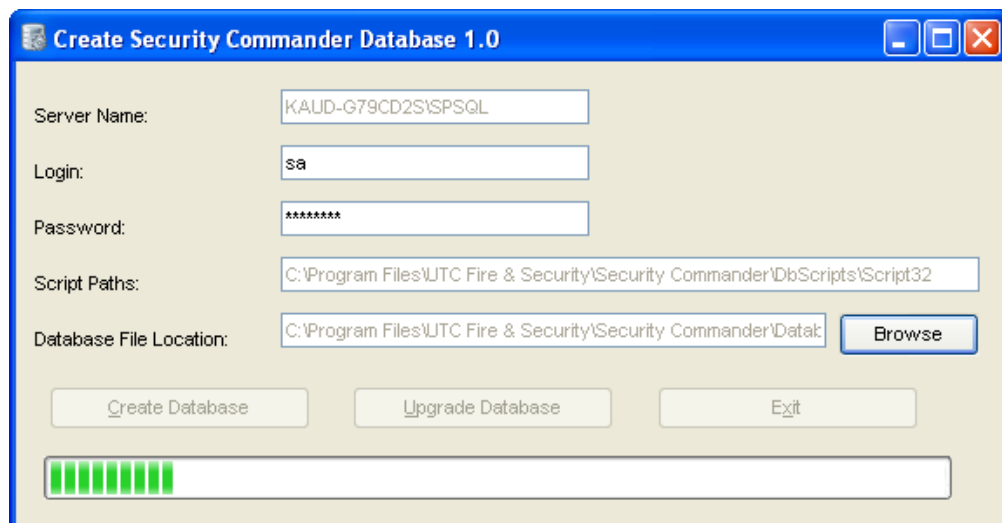 Create Security Commander Database 1.0
Server Name: KAUD-G79CD2S\SPSQL
Login: sa
Password: ********
Script Paths: C:\Program Files\UTC Fire & Security\Security Commander\DbScripts\Script32
Database File Location: C:\Program Files\UTC Fire & Security\Security Commander\Datab Browse
Create Database Upgrade Database Exit